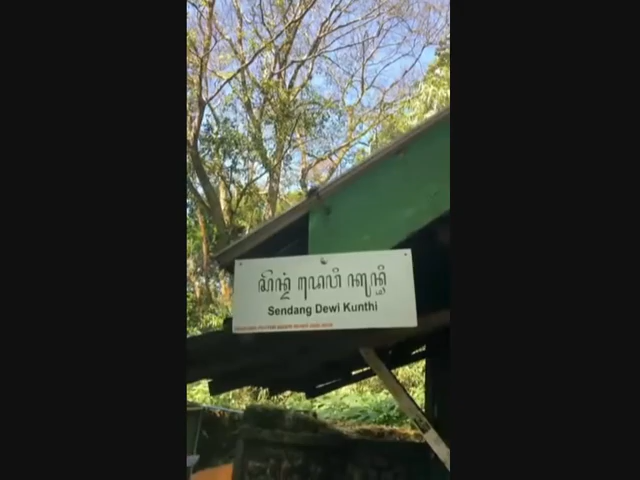 ꦱꦼꦤ꧀ꦝꦁ ꦢꦺꦮꦶ ꦏꦸꦤ꧀ꦛꦶ
Sendang Dewi Kunthi